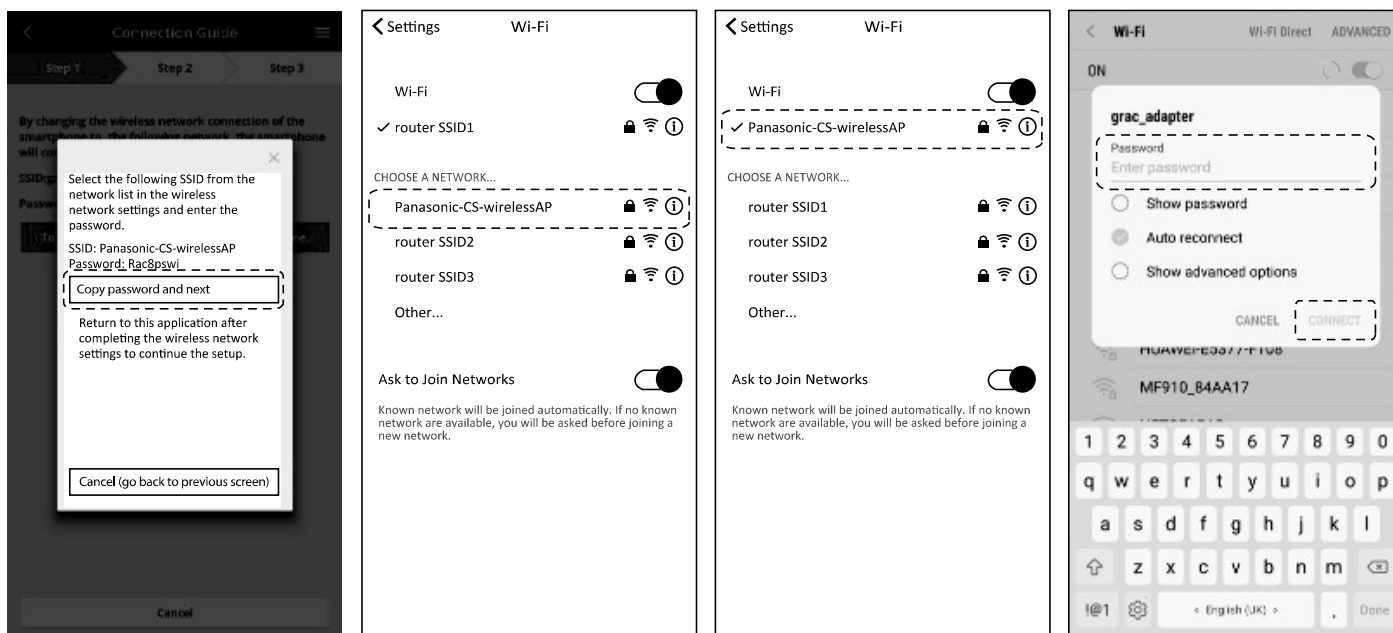 Connection Guide
Step 1
Step 2
Step 3
By changing the wireless network connection of the
smartphone to the following network, the smartphone
will
SSID:
Select the following SSID from the
network list in the wireless
network settings and enter the
password.
SSID: Panasonic-CS-wirelessAP
Password: Rac8pswi
Copy password and next
Return to this application after
completing the wireless network
settings to continue the setup.
Cancel (go back to previous screen)
Cancel
Settings
Wi-Fi
Wi-Fi
router SSID1
CHOOSE A NETWORK...
Panasonic-CS-wirelessAP
router SSID2
router SSID3
Other...
Ask to Join Networks
Known network will be joined automatically. If no known
network are available, you will be asked before joining a
new network.
Settings
Wi-Fi
Wi-Fi
Panasonic-CS-wirelessAP
CHOOSE A NETWORK...
router SSID1
router SSID2
router SSID3
Other...
Ask to Join Networks
Known network will be joined automatically. If no known
network are available, you will be asked before joining a
new network.
Wi-Fi
Wi-Fi Direct
ADVANCED
ON
grac_adapter
Password
Enter password
Show password
Auto reconnect
Show advanced options
CANCEL
CONNECT
HUAWEI-E5377-F108
MF910_84AA17
1 2 3 4 5 6 7 8 9 0
q w e r t y u i o p
a s d f g h j k l
z x c v b n m
!@1
< English (UK) >
.
Done